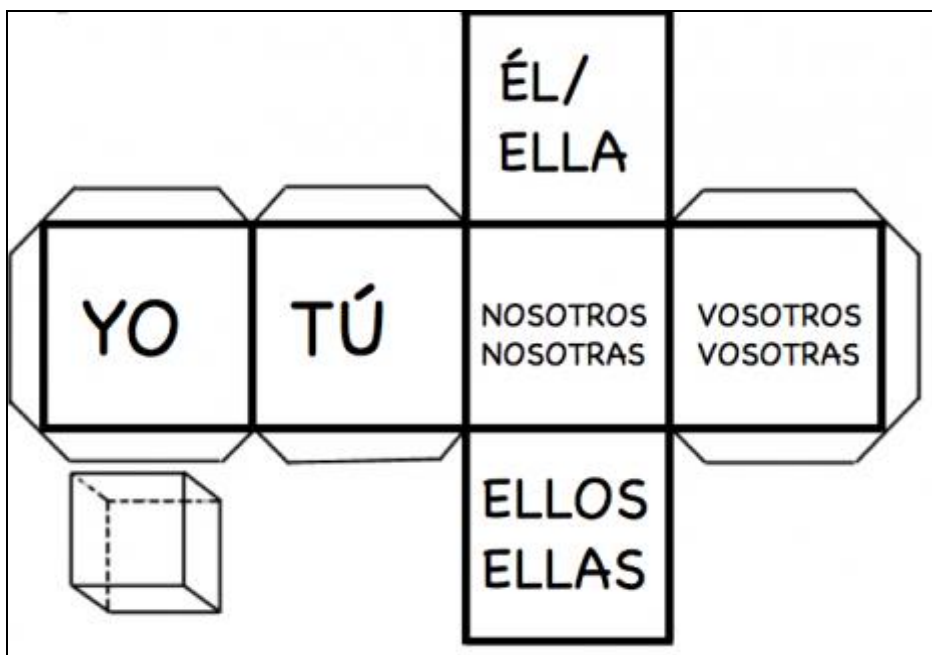 ÉL/
ELLA
YO
TÚ
NOSOTROS
NOSOTRAS
VOSOTROS
VOSOTRAS
ELLOS
ELLAS